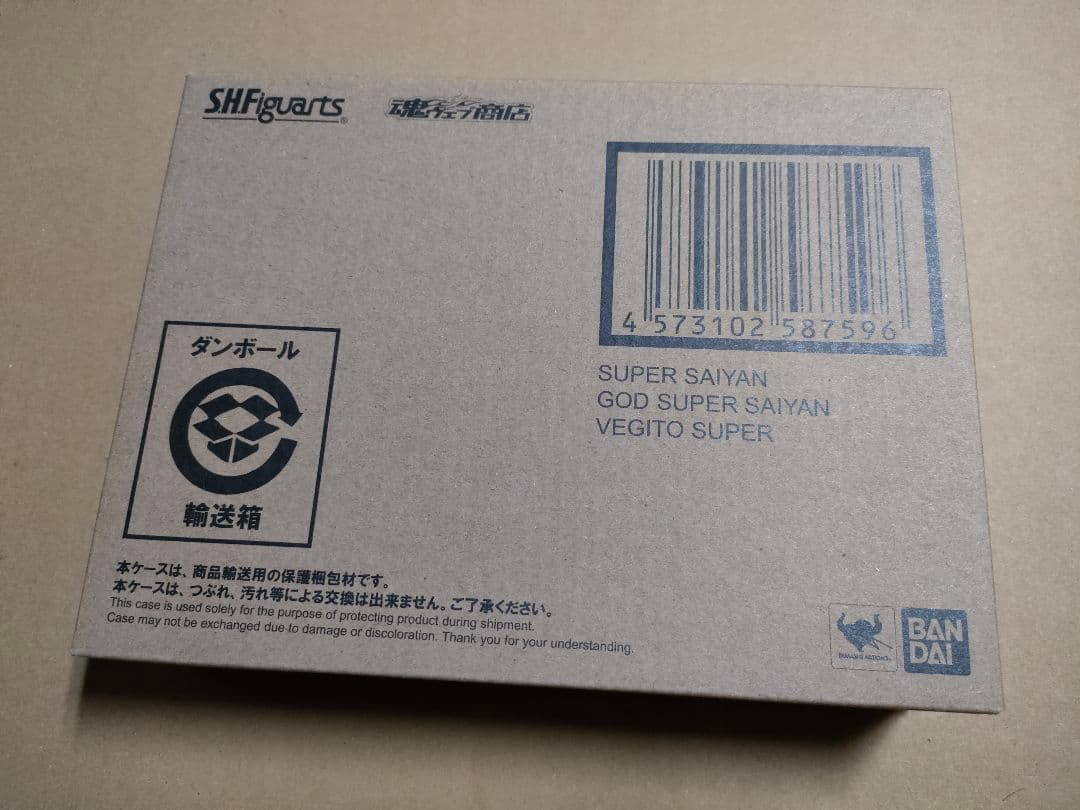 S.H.Figuarts®
魂ウェブ商店
4 573102 587596
SUPER SAIYAN
GOD SUPER SAIYAN
VEGITO SUPER
ダンボール
輸送箱
本ケースは、商品輸送用の保護梱包材です。
本ケースは、つぶれ、汚れ等による交換は出来ません。ご了承ください。
This case is used solely for the purpose of protecting product during shipment.
Case may not be exchanged due to damage or discoloration. Thank you for your understanding.
TAMASHII NATIONS
BAN
DAI